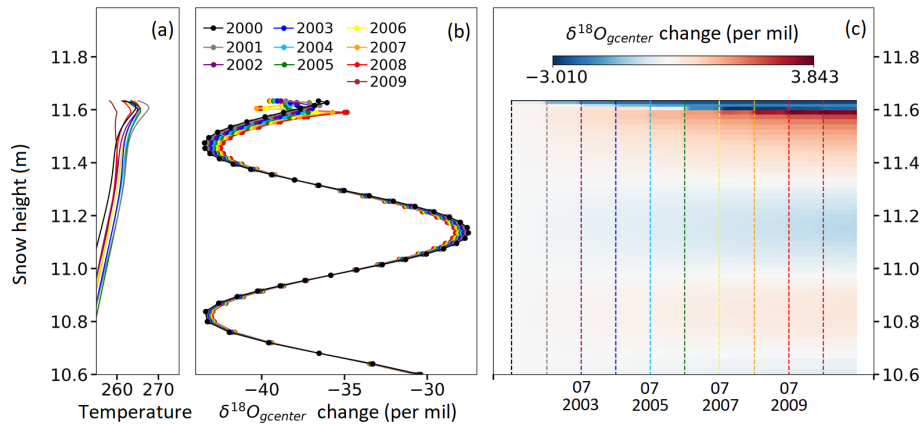 (a)
(b)
(c)
2000
2001
2002
2003
2004
2005
2006
2007
2008
2009
δ¹⁸O_gcenter change (per mil)
−3.010
3.843
Snow height (m)
11.8
11.6
11.4
11.2
11.0
10.8
10.6
11.8
11.6
11.4
11.2
11.0
10.8
10.6
260 270
Temperature
−40 −35 −30
δ¹⁸O_gcenter change (per mil)
07 07 07 07
2003 2005 2007 2009